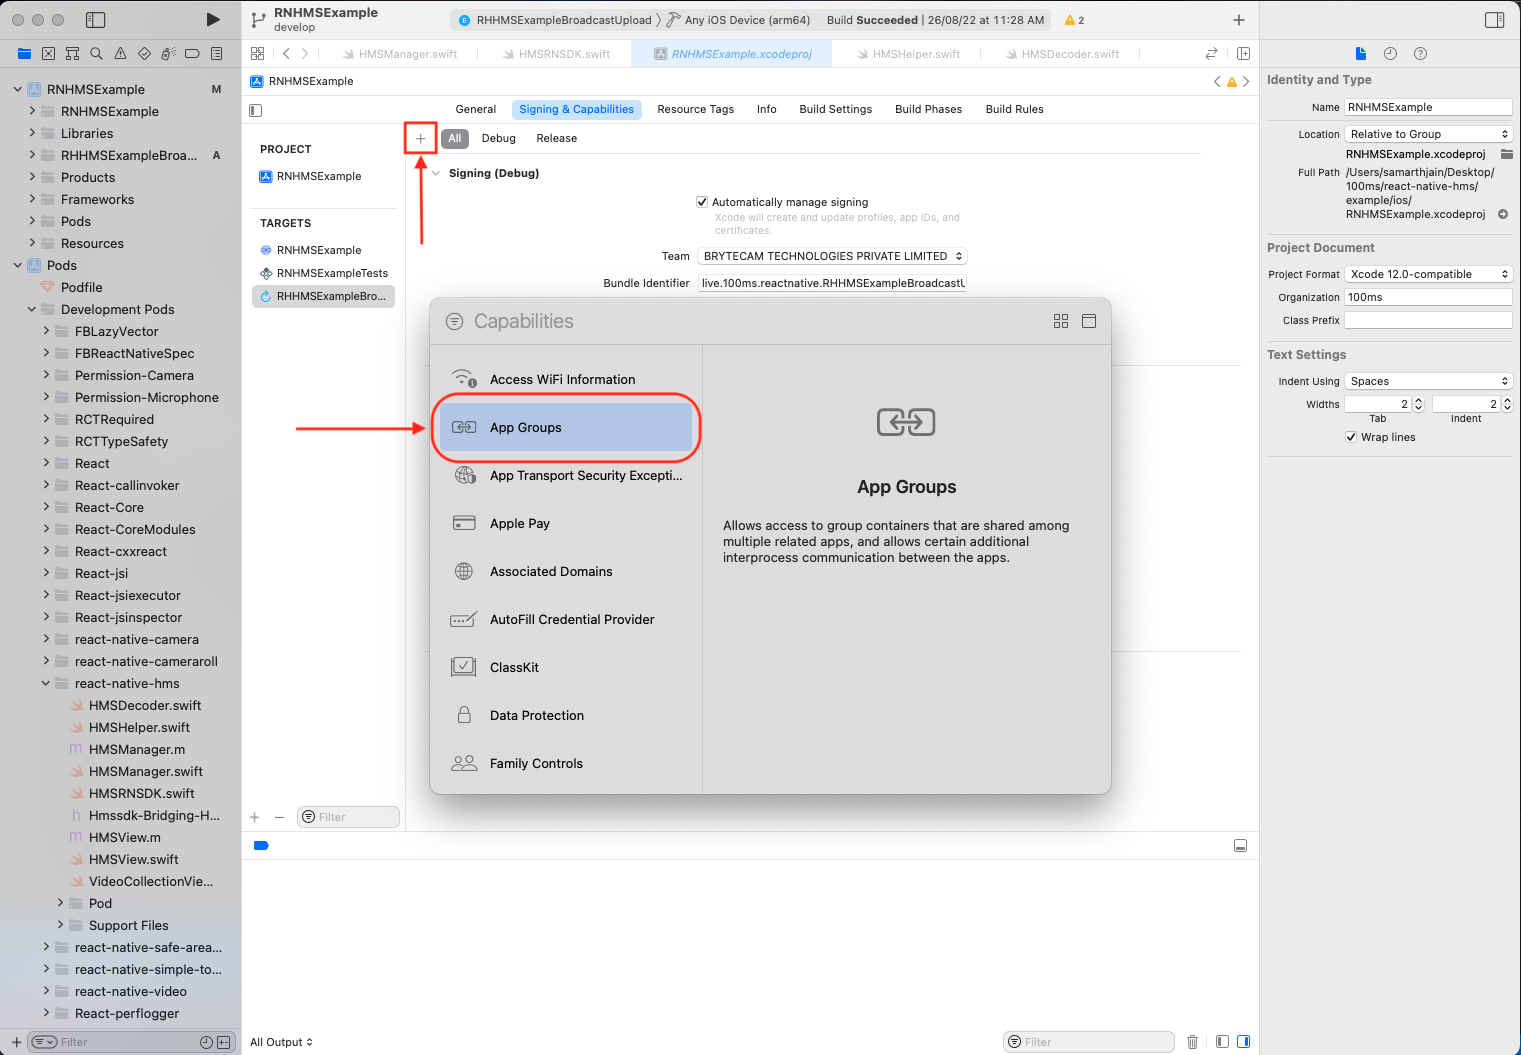 RNHMSExample
develop
RHHMSExampleBroadcastUpload
Any iOS Device (arm64)
Build Succeeded | 26/08/22 at 11:28 AM
2
HMSManager.swift
HMSRNSDK.swift
RNHMSExample.xcodeproj
HMSHelper.swift
HMSDecoder.swift
RNHMSExample
General
Signing & Capabilities
Resource Tags
Info
Build Settings
Build Phases
Build Rules
All
Debug
Release
RNHMSExample M
RNHMSExample
Libraries
RHHMSExampleBroa... A
Products
Frameworks
Pods
Resources
Pods
Podfile
Development Pods
FBLazyVector
FBReactNativeSpec
Permission-Camera
Permission-Microphone
RCTRequired
RCTTypeSafety
React
React-callinvoker
React-Core
React-CoreModules
React-cxxreact
React-jsi
React-jsiexecutor
React-jsinspector
react-native-camera
react-native-cameraroll
react-native-hms
HMSDecoder.swift
HMSHelper.swift
HMSManager.m
HMSManager.swift
HMSRNSDK.swift
Hmssdk-Bridging-H...
HMSView.m
HMSView.swift
VideoCollectionVie...
Pod
Support Files
react-native-safe-area...
react-native-simple-to...
react-native-video
React-perflogger
Filter
PROJECT
RNHMSExample
TARGETS
RNHMSExample
RNHMSExampleTests
RHHMSExampleBro...
Filter
Signing (Debug)
Automatically manage signing
Xcode will create and update profiles, app IDs, and
certificates.
Team BRYTECAM TECHNOLOGIES PRIVATE LIMITED
Bundle Identifier live.100ms.reactnative.RHHMSExampleBroadcastU
Capabilities
Access WiFi Information
App Groups
App Transport Security Excepti...
Apple Pay
Associated Domains
AutoFill Credential Provider
ClassKit
Data Protection
Family Controls
App Groups
Allows access to group containers that are shared among
multiple related apps, and allows certain additional
interprocess communication between the apps.
All Output
Filter
Identity and Type
Name RNHMSExample
Location Relative to Group
RNHMSExample.xcodeproj
Full Path /Users/samarthjain/Desktop/
100ms/react-native-hms/
example/ios/
RNHMSExample.xcodeproj
Project Document
Project Format Xcode 12.0-compatible
Organization 100ms
Class Prefix
Text Settings
Indent Using Spaces
Widths 2 2
Tab Indent
Wrap lines